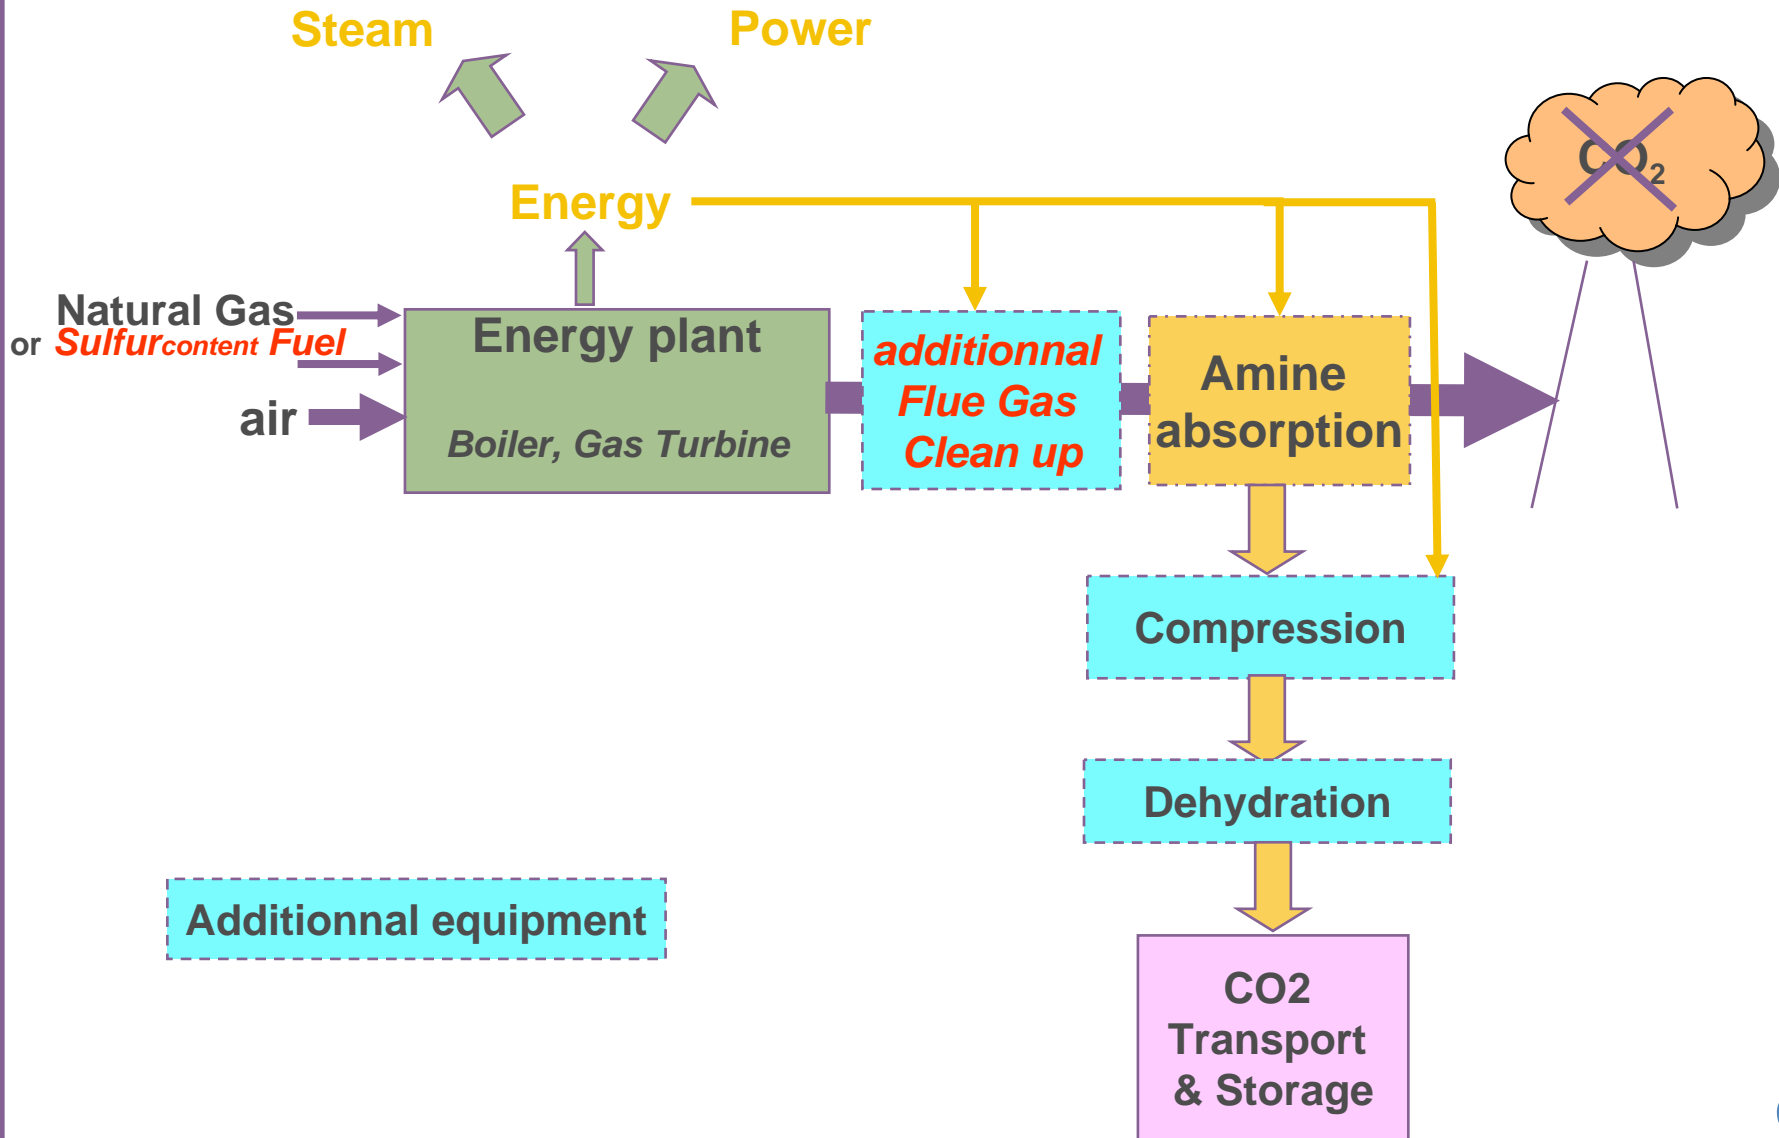 Steam
Power
CO₂
Energy
Natural Gas
or Sulfurcontent Fuel
air
Energy plant
Boiler, Gas Turbine
additionnal
Flue Gas
Clean up
Amine
absorption
Compression
Dehydration
Additionnal equipment
CO2
Transport
& Storage